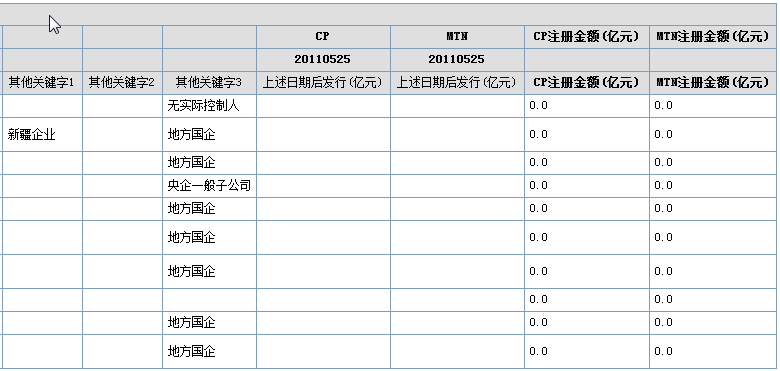 CP MTN CP注册金额(亿元) MTN注册金额(亿元)
20110525 20110525
其他关键字1 其他关键字2 其他关键字3 上述日期后发行(亿元) 上述日期后发行(亿元) CP注册金额(亿元) MTN注册金额(亿元)
无实际控制人 0.0 0.0
新疆企业 地方国企 0.0 0.0
地方国企 0.0 0.0
央企一般子公司 0.0 0.0
地方国企 0.0 0.0
地方国企 0.0 0.0
地方国企 0.0 0.0
0.0 0.0
地方国企 0.0 0.0
地方国企 0.0 0.0